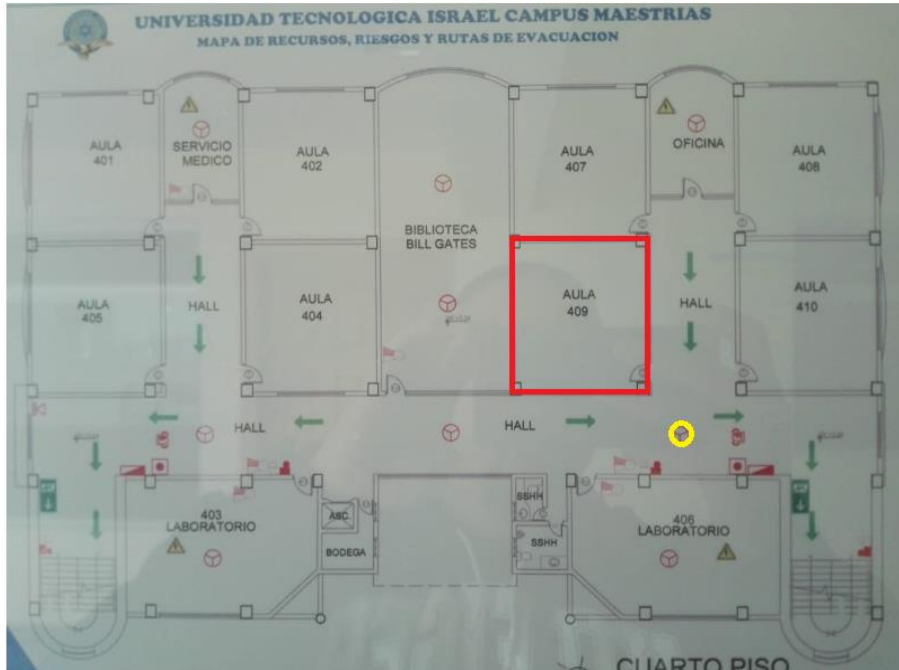 UNIVERSIDAD TECNOLOGICA ISRAEL CAMPUS MAESTRIAS
MAPA DE RECURSOS, RIESGOS Y RUTAS DE EVACUACION
AULA
401
SERVICIO
MEDICO
AULA
402
AULA
407
OFICINA
AULA
408
BIBLIOTECA
BILL GATES
AULA
405
HALL
AULA
404
AULA
409
HALL
AULA
410
HALL
HALL
403
LABORATORIO
ASC.
BODEGA
SSHH
SSHH
406
LABORATORIO
CUARTO PISO